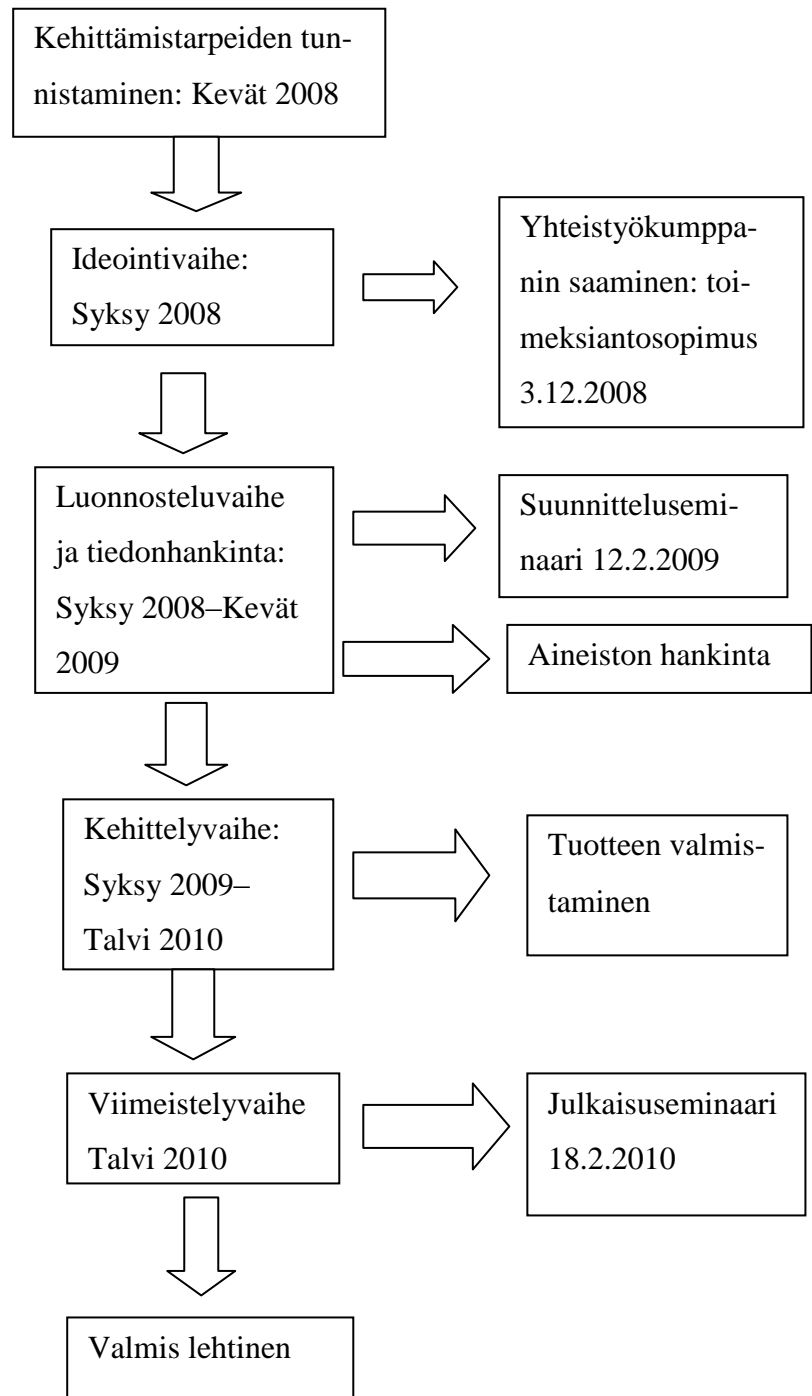 Kehittämistarpeiden tun-
nistaminen: Kevät 2008
Ideointivaihe:
Syksy 2008
Yhteistyökumppa-
nin saaminen: toi-
meksiantosopimus
3.12.2008
Luonnosteluvaihe
ja tiedonhankinta:
Syksy 2008–Kevät
2009
Suunnittelusemi-
naari 12.2.2009
Aineiston hankinta
Kehittelyvaihe:
Syksy 2009–
Talvi 2010
Tuotteen valmis-
taminen
Viimeistelyvaihe
Talvi 2010
Julkaisuseminaari
18.2.2010
Valmis lehtinen